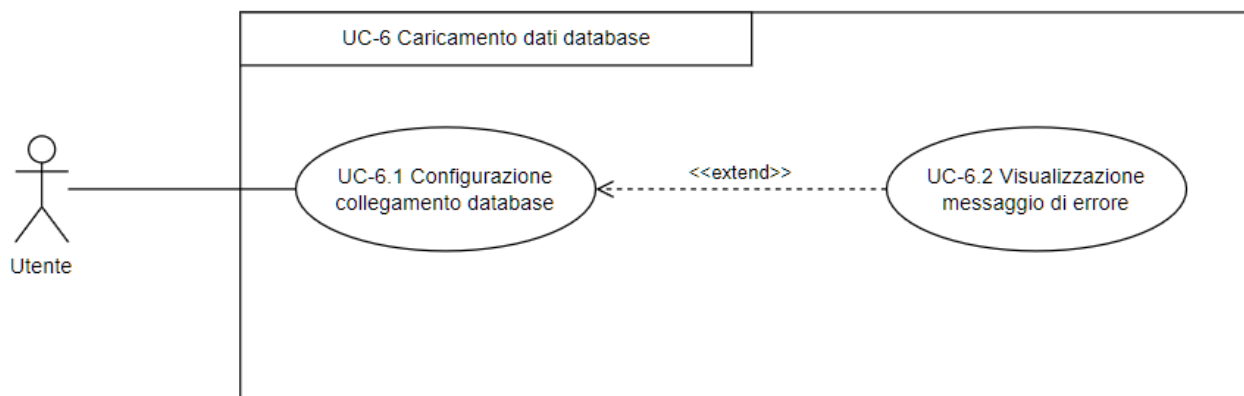 UC-6 Caricamento dati database
UC-6.1 Configurazione
collegamento database
<<extend>>
UC-6.2 Visualizzazione
messaggio di errore
Utente